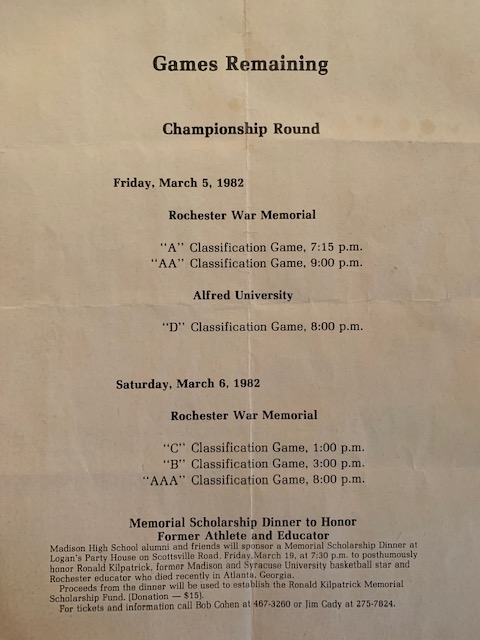 Games Remaining
Championship Round
Friday, March 5, 1982
Rochester War Memorial
"A" Classification Game, 7:15 p.m.
"AA" Classification Game, 9:00 p.m.
Alfred University
"D" Classification Game, 8:00 p.m.
Saturday, March 6, 1982
Rochester War Memorial
"C" Classification Game, 1:00 p.m.
"B" Classification Game, 3:00 p.m.
"AAA" Classification Game, 8:00 p.m.
Memorial Scholarship Dinner to Honor
Former Athlete and Educator
Madison High School alumni and friends will sponsor a Memorial Scholarship Dinner at
Logan's Party House on Scottsville Road, Friday, March 19, at 7:30 p.m. to posthumously
honor Ronald Kilpatrick, former Madison and Syracuse University basketball star and
Rochester educator who died recently in Atlanta, Georgia.
Proceeds from the dinner will be used to establish the Ronald Kilpatrick Memorial
Scholarship Fund. (Donation — $15).
For tickets and information call Bob Cohen at 467-3260 or Jim Cady at 275-7824.